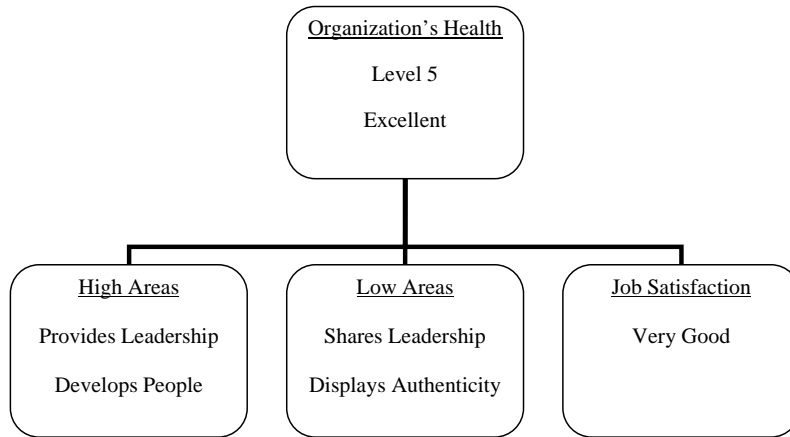 Organization’s Health
Level 5
Excellent
High Areas
Provides Leadership
Develops People
Low Areas
Shares Leadership
Displays Authenticity
Job Satisfaction
Very Good